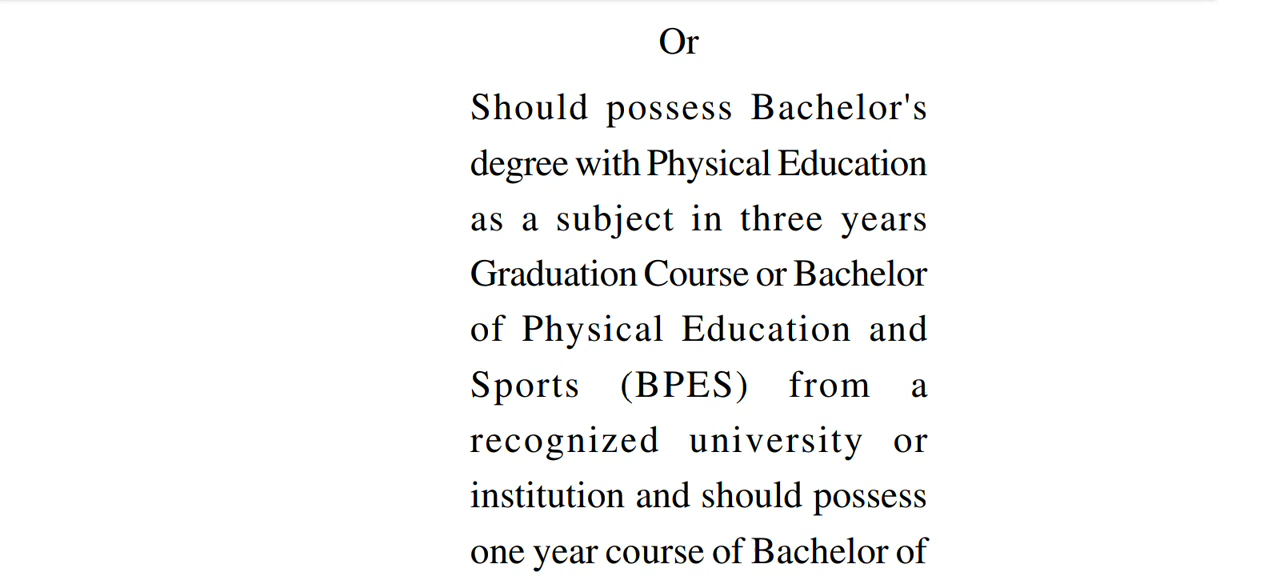 Or
Should possess Bachelor's
degree with Physical Education
as a subject in three years
Graduation Course or Bachelor
of Physical Education and
Sports (BPES) from a
recognized university or
institution and should possess
one year course of Bachelor of